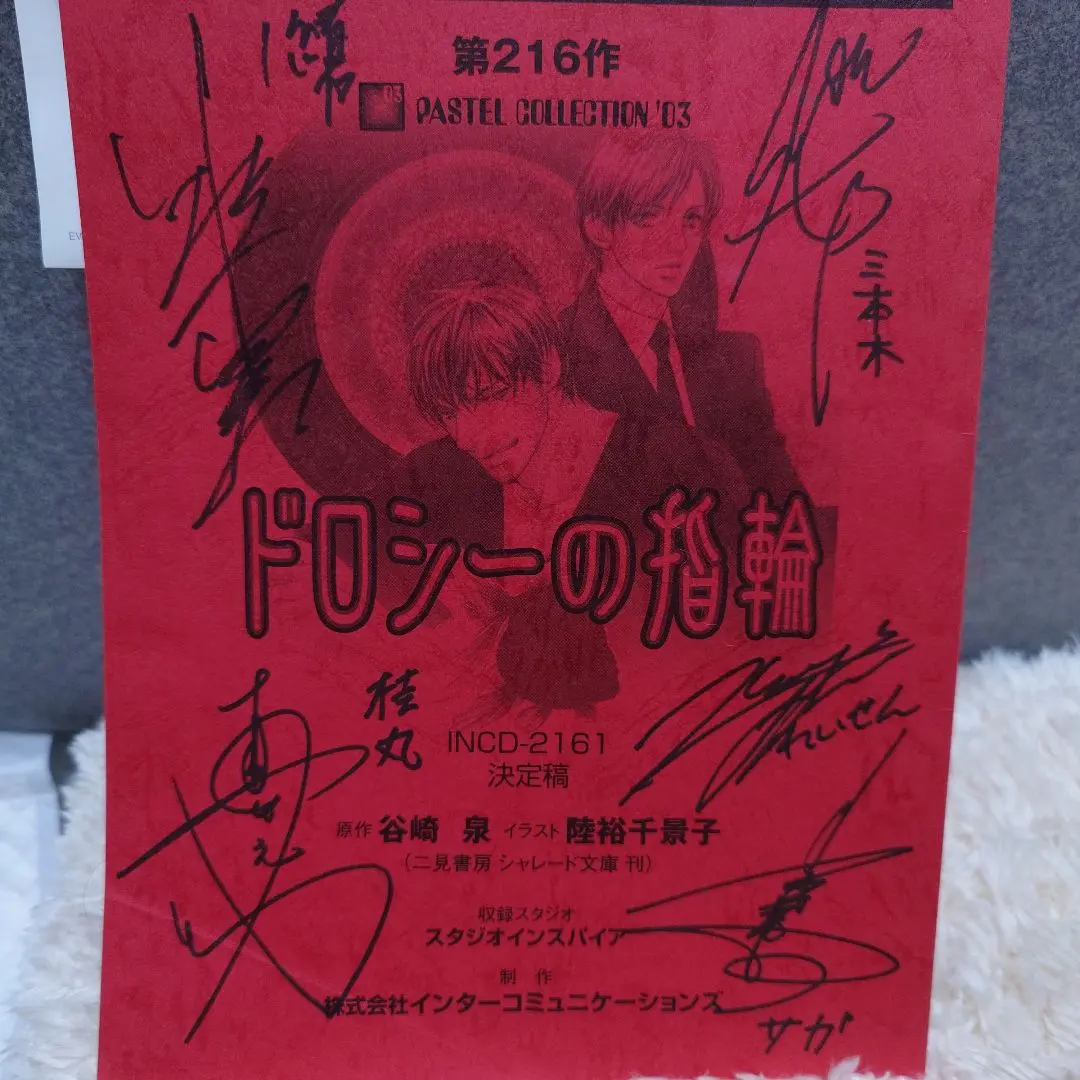 第216作
'03 PASTEL COLLECTION '03
三本木
ドロシーの指輪
桂丸
れいせん
INCD-2161
決定稿
原作 谷崎 泉 イラスト 陸裕千景子
(二見書房 シャレード文庫 刊)
収録スタジオ
スタジオインスパイア
制作
株式会社インターコミュニケーションズ
サガ